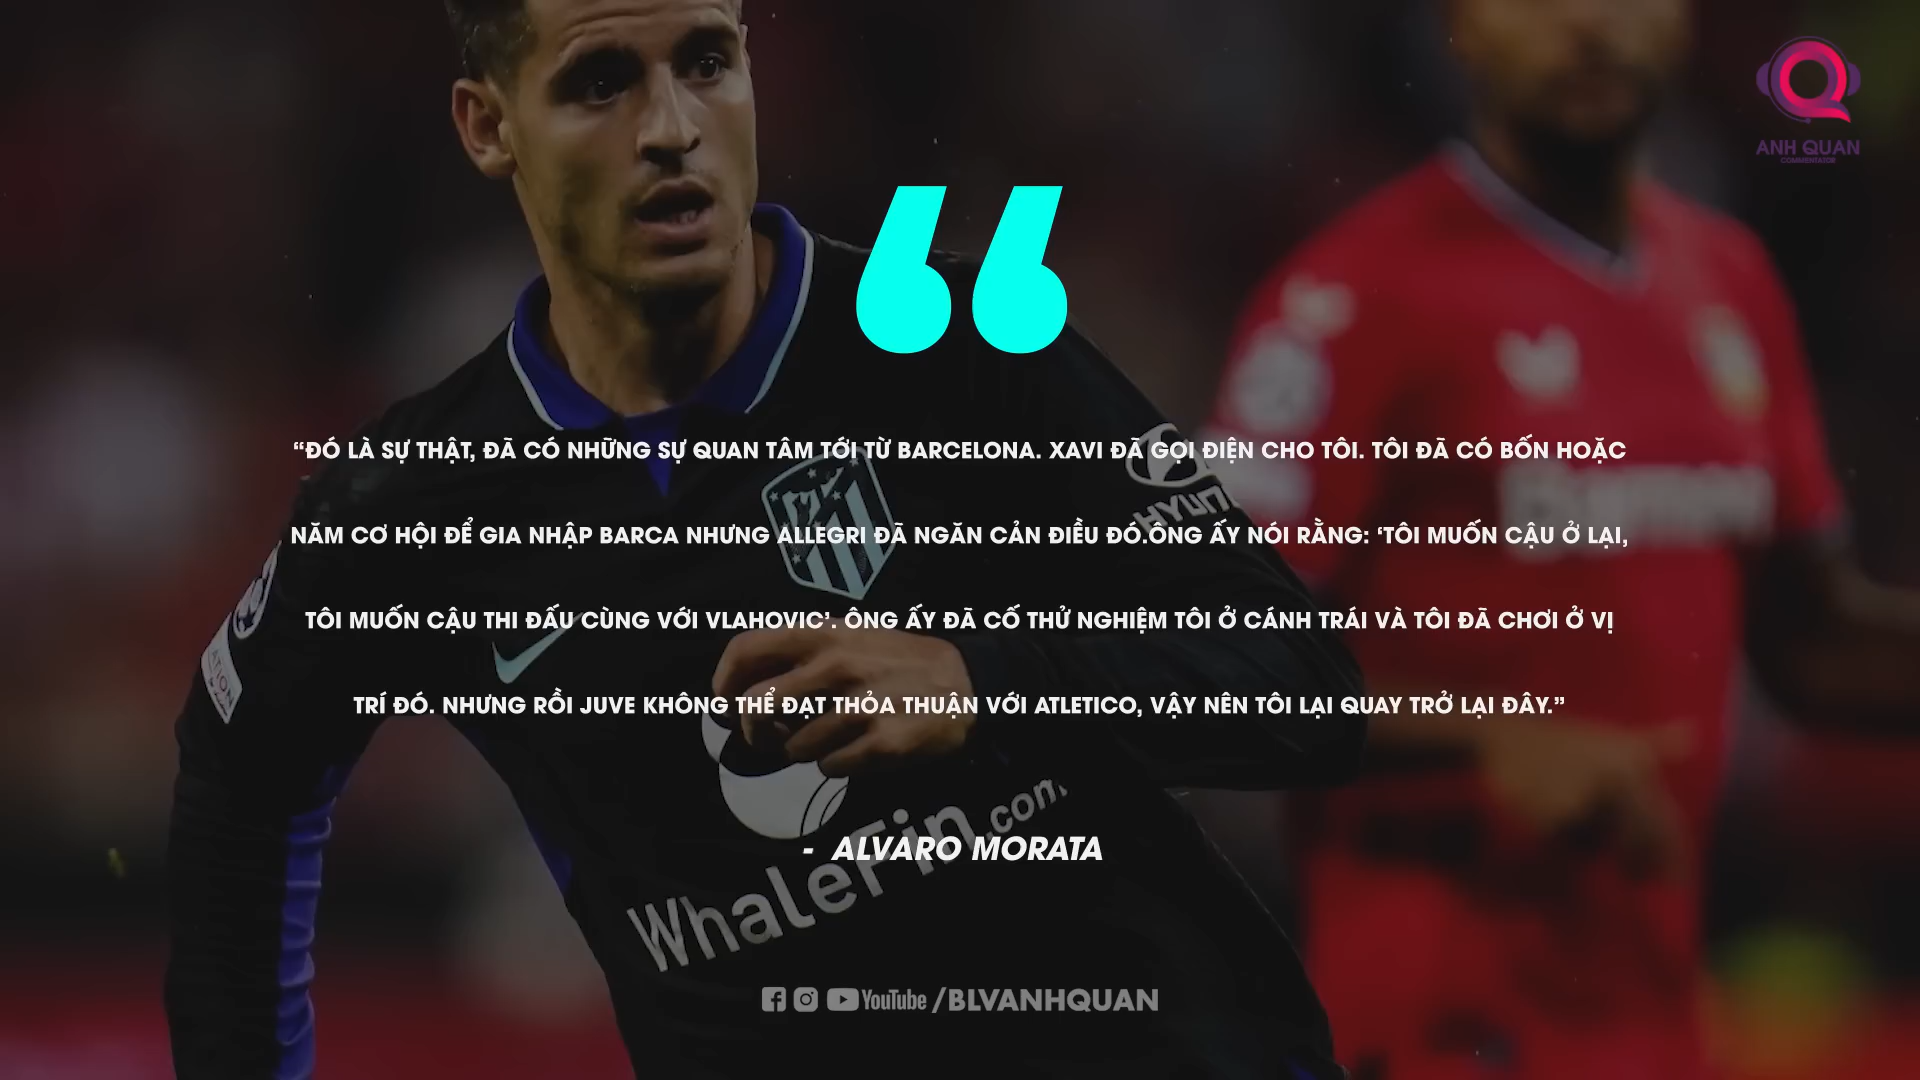 ANH QUAN
COMMENTATOR
“ĐÓ LÀ SỰ THẬT, ĐÃ CÓ NHỮNG SỰ QUAN TÂM TỚI TỪ BARCELONA. XAVI ĐÃ GỌI ĐIỆN CHO TÔI. TÔI ĐÃ CÓ BỐN HOẶC
HYUN
NĂM CƠ HỘI ĐỂ GIA NHẬP BARCA NHƯNG ALLEGRI ĐÃ NGĂN CẢN ĐIỀU ĐÓ.ÔNG ẤY NÓI RẰNG: ‘TÔI MUỐN CẬU Ở LẠI,
TÔI MUỐN CẬU THI ĐẤU CÙNG VỚI VLAHOVIC’. ÔNG ẤY ĐÃ CỐ THỬ NGHIỆM TÔI Ở CÁNH TRÁI VÀ TÔI ĐÃ CHƠI Ở VỊ
TRÍ ĐÓ. NHƯNG RỒI JUVE KHÔNG THỂ ĐẠT THỎA THUẬN VỚI ATLETICO, VẬY NÊN TÔI LẠI QUAY TRỞ LẠI ĐÂY.”
- ALVARO MORATA
WhaleFin.com
YouTube /BLVANHQUAN